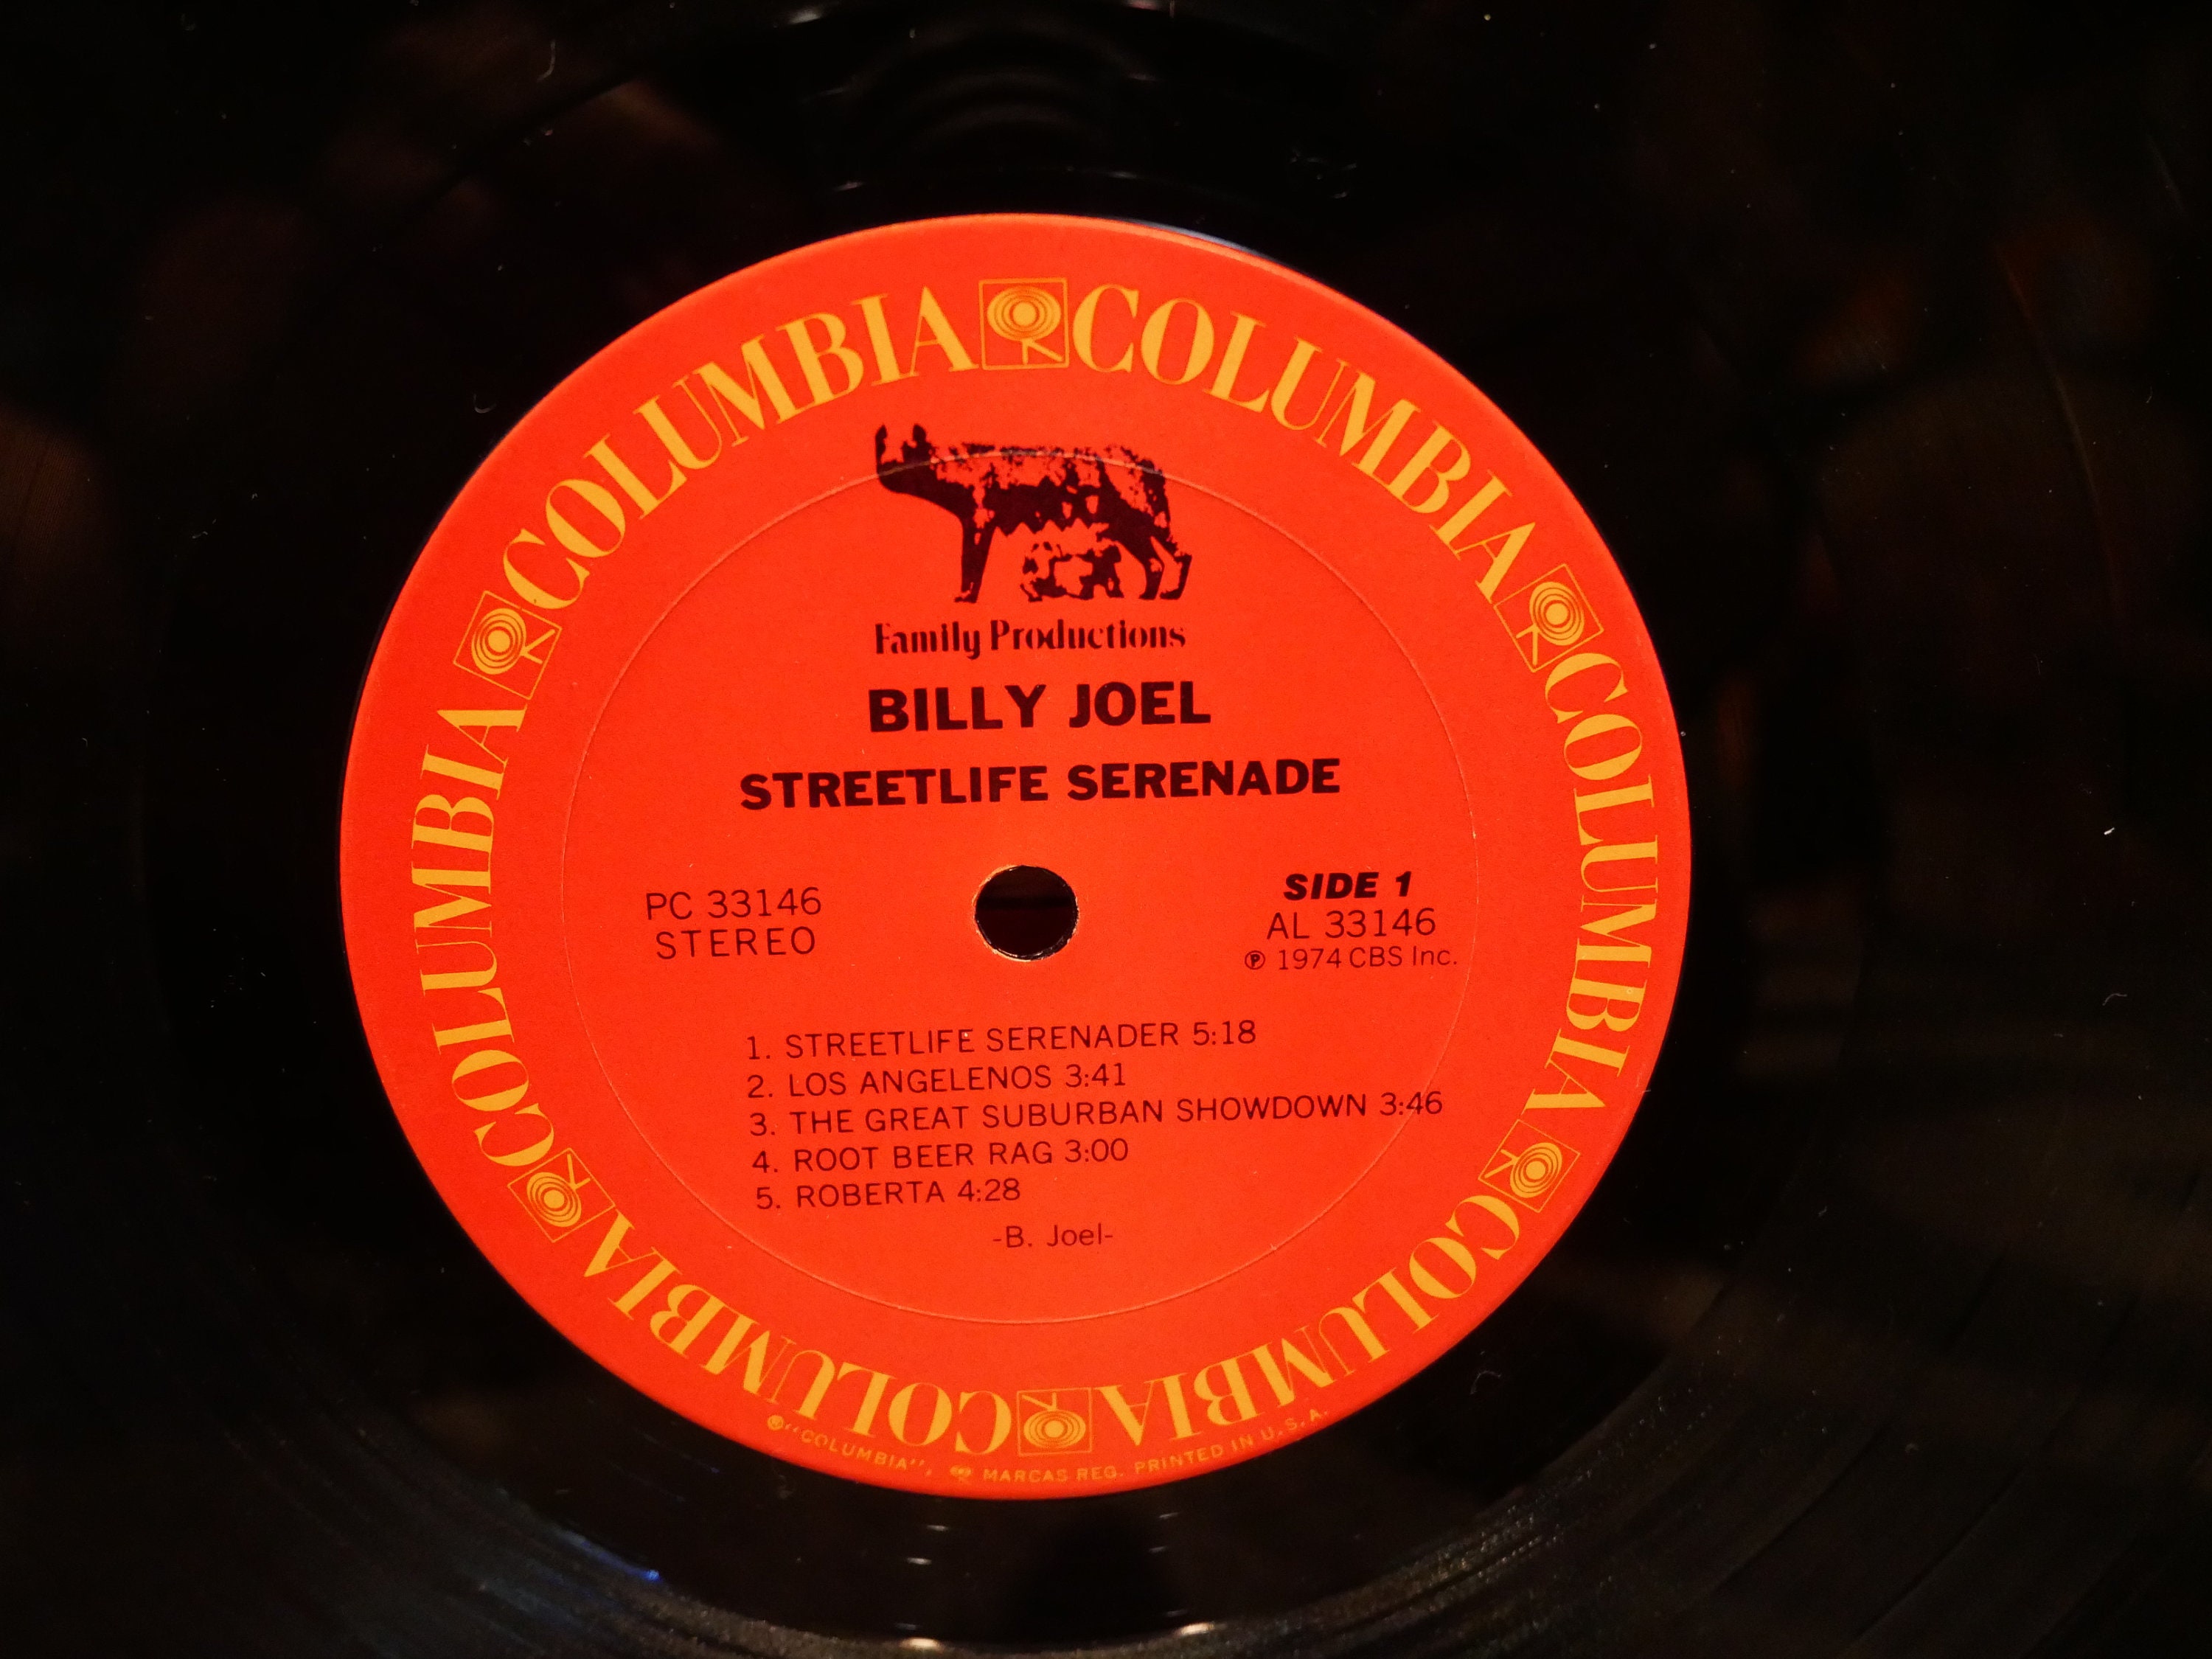 COLUMBIA COLUMBIA COLUMBIA COLUMBIA COLUMBIA COLUMBIA
Family Productions
BILLY JOEL
STREETLIFE SERENADE
PC 33146
STEREO
SIDE 1
AL 33146
℗ 1974 CBS Inc.
1. STREETLIFE SERENADER 5:18
2. LOS ANGELENOS 3:41
3. THE GREAT SUBURBAN SHOWDOWN 3:46
4. ROOT BEER RAG 3:00
5. ROBERTA 4:28
-B. Joel-
®"COLUMBIA", MARCAS REG. PRINTED IN U.S.A.